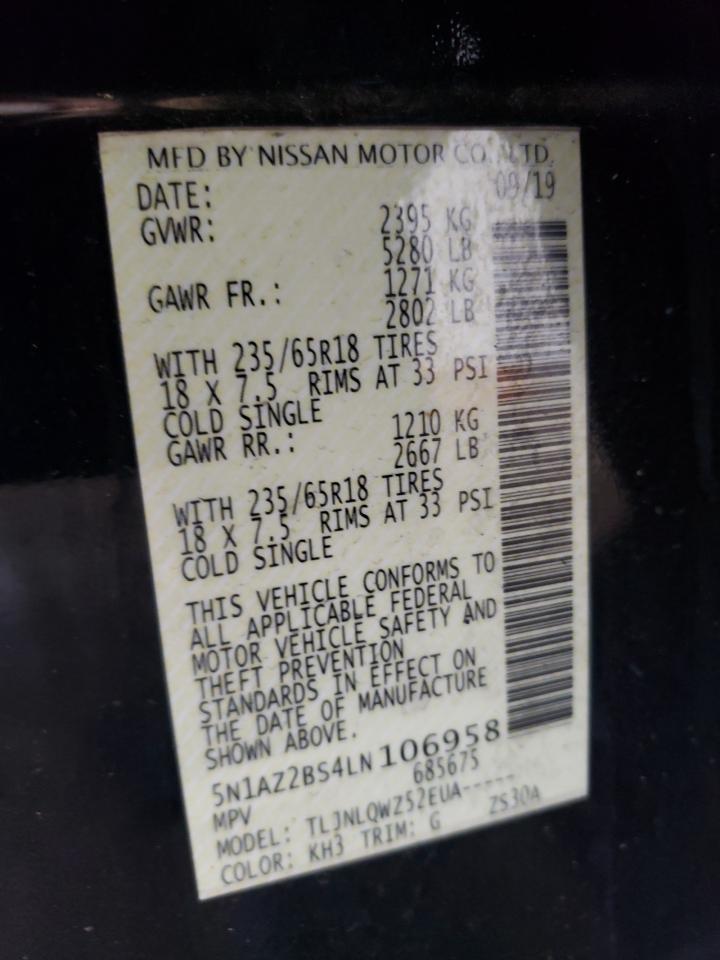 MFD BY NISSAN MOTOR CO., LTD.
DATE: 09/19
GVWR: 2395 KG
5280 LB
GAWR FR.: 1271 KG
2802 LB
WITH 235/65R18 TIRES
18 X 7.5 RIMS AT 33 PSI
COLD SINGLE
GAWR RR.: 1210 KG
2667 LB
WITH 235/65R18 TIRES
18 X 7.5 RIMS AT 33 PSI
COLD SINGLE
THIS VEHICLE CONFORMS TO
ALL APPLICABLE FEDERAL
MOTOR VEHICLE SAFETY AND
THEFT PREVENTION
STANDARDS IN EFFECT ON
THE DATE OF MANUFACTURE
SHOWN ABOVE.
5N1AZ2BS4LN106958
MPV 685675
MODEL: TLJNLQWZ52EUA-----
COLOR: KH3 TRIM: G ZS30A